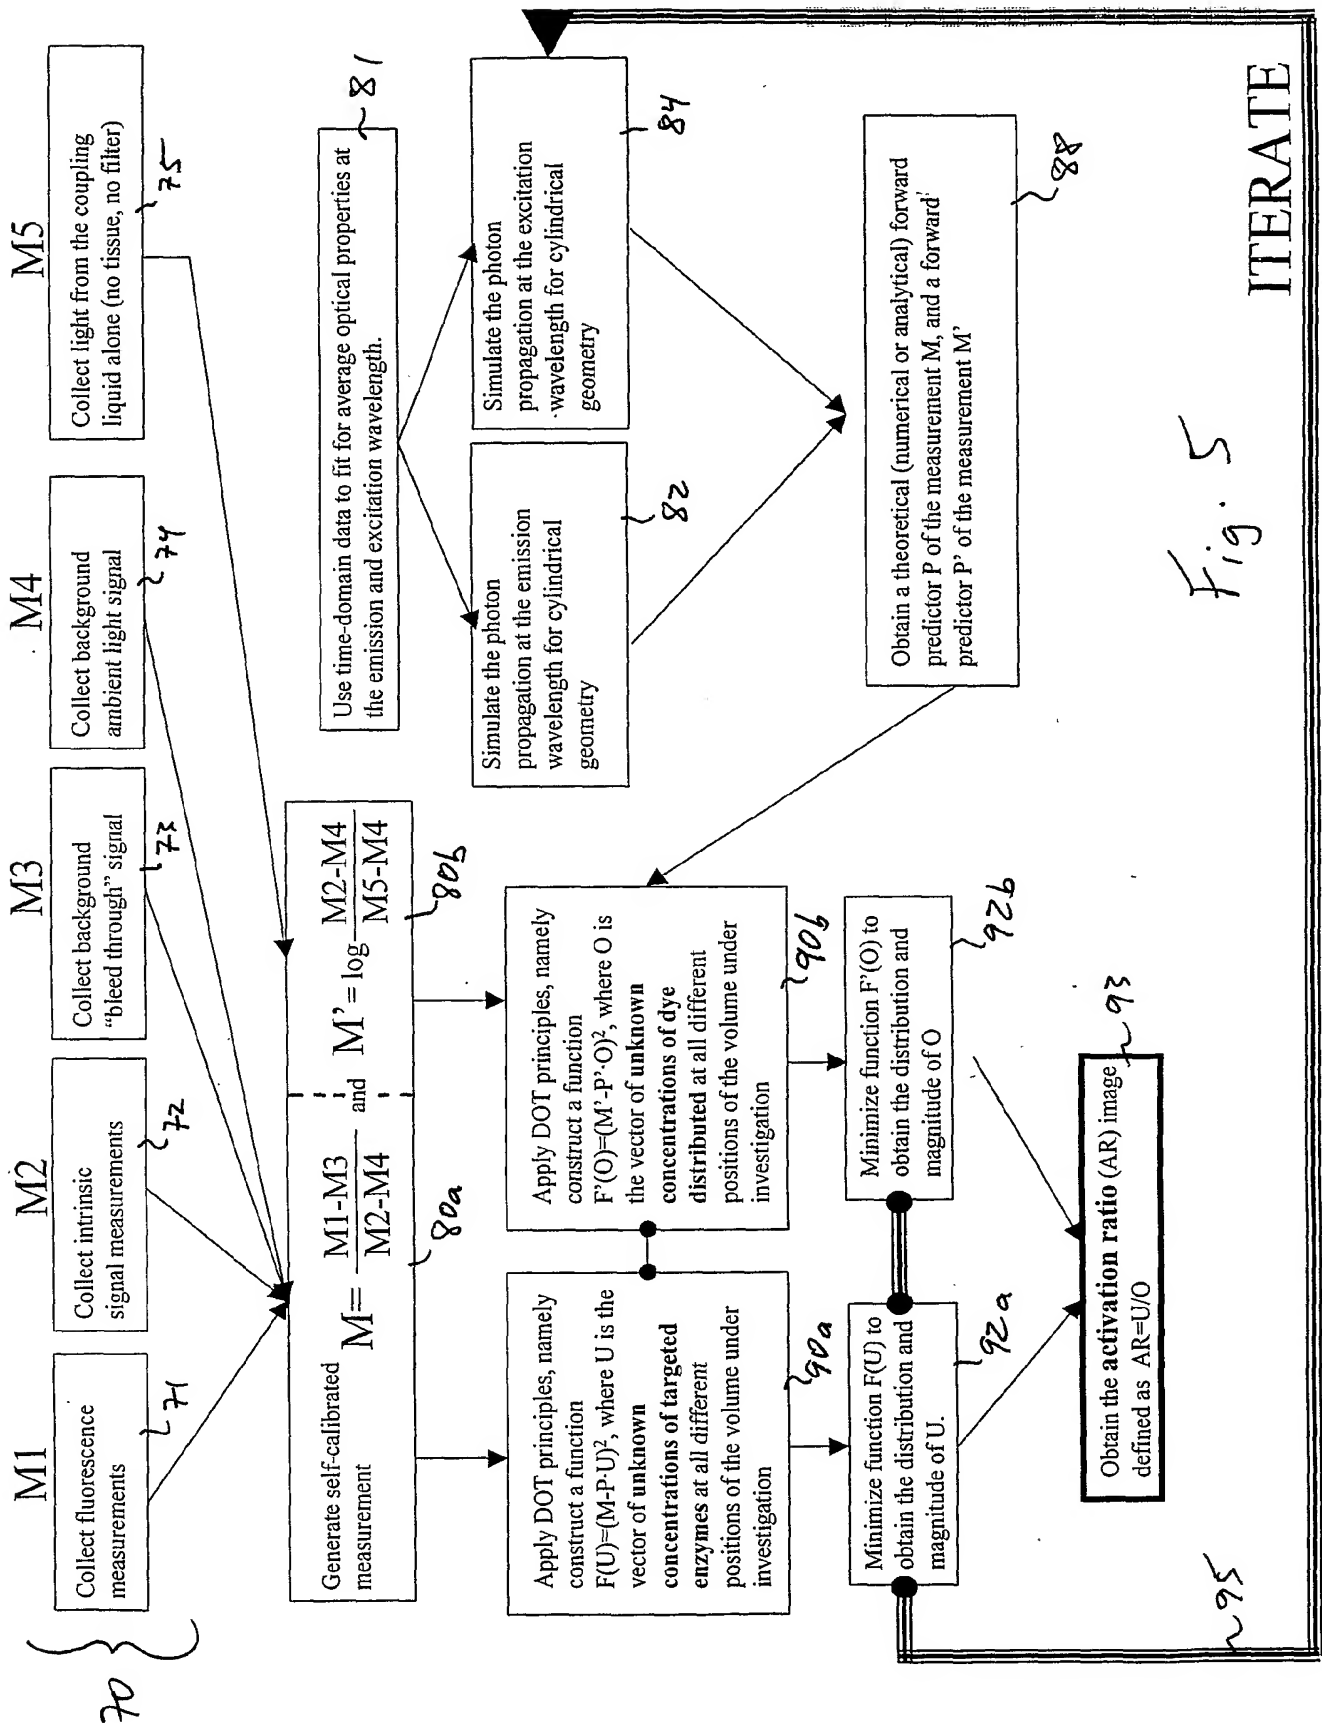 M1
M2
M3
M4
M5
70
Collect fluorescence
measurements
71
Collect intrinsic
signal measurements
72
Collect background
“bleed through” signal
73
Collect background
ambient light signal
74
Collect light from the coupling
liquid alone (no tissue, no filter)
75
Generate self-calibrated
measurement
M= M1-M3 / M2-M4 and M’ = log M2-M4 / M5-M4
80a
80b
Use time-domain data to fit for average optical properties at
the emission and excitation wavelength.
81
Simulate the photon
propagation at the emission
wavelength for cylindrical
geometry
82
Simulate the photon
propagation at the excitation
wavelength for cylindrical
geometry
84
Apply DOT principles, namely
construct a function
F(U)=(M-P·U)², where U is the
vector of unknown
concentrations of targeted
enzymes at all different
positions of the volume under
investigation
90a
Apply DOT principles, namely
construct a function
F’(O)=(M’-P’·O)², where O is
the vector of unknown
concentrations of dye
distributed at all different
positions of the volume under
investigation
90b
Obtain a theoretical (numerical or analytical) forward
predictor P of the measurement M, and a forward
predictor P’ of the measurement M’
88
Minimize function F(U) to
obtain the distribution and
magnitude of U.
92a
Minimize function F’(O) to
obtain the distribution and
magnitude of O
92b
Obtain the activation ratio (AR) image
defined as AR=U/O
93
95
Fig. 5
ITERATE